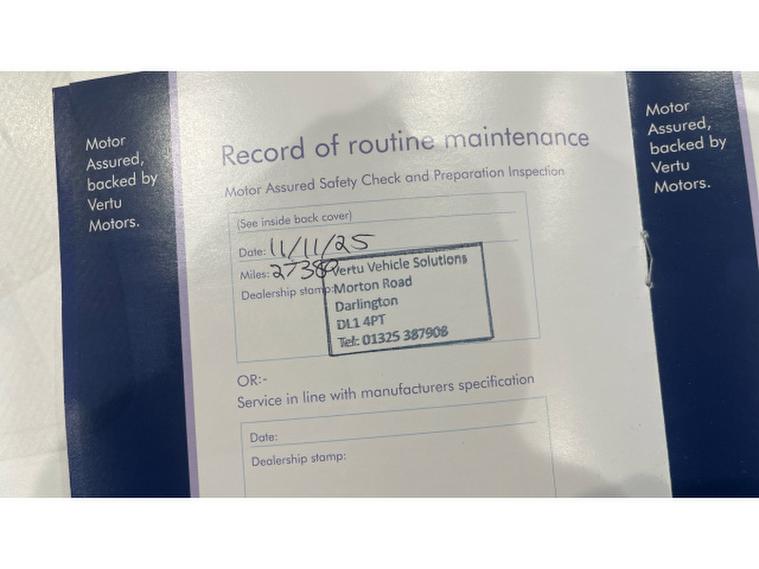 Motor
Assured,
backed by
Vertu
Motors.
Record of routine maintenance
Motor Assured Safety Check and Preparation Inspection
(See inside back cover)
Date: 11/11/25
Miles:
Dealership stamp:
Vertu Vehicle Solutions
Morton Road
Darlington
DL1 4PT
Tel: 01325 387908
OR:-
Service in line with manufacturers specification
Date:
Dealership stamp:
Motor
Assured,
backed by
Vertu
Motors.